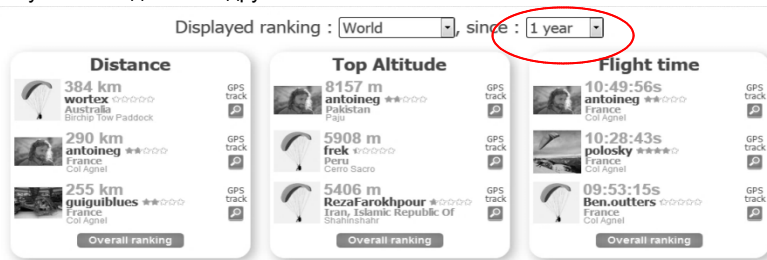 Displayed ranking : World , since : 1 year
Distance
384 km
wortex
Australia
Birchip Tow Paddock
GPS track
290 km
antoineg
France
Col Agnel
GPS track
255 km
guiguiblues
France
Col Agnel
GPS track
Overall ranking
Top Altitude
8157 m
antoineg
Pakistan
Paju
GPS track
5908 m
frek
Peru
Cerro Sacro
GPS track
5406 m
RezaFarokhpour
Iran, Islamic Republic Of
Shahinshahr
GPS track
Overall ranking
Flight time
10:49:56s
antoineg
France
Col Agnel
GPS track
10:28:43s
polosky
France
Col Agnel
GPS track
09:53:15s
Ben.outters
France
Col Agnel
GPS track
Overall ranking